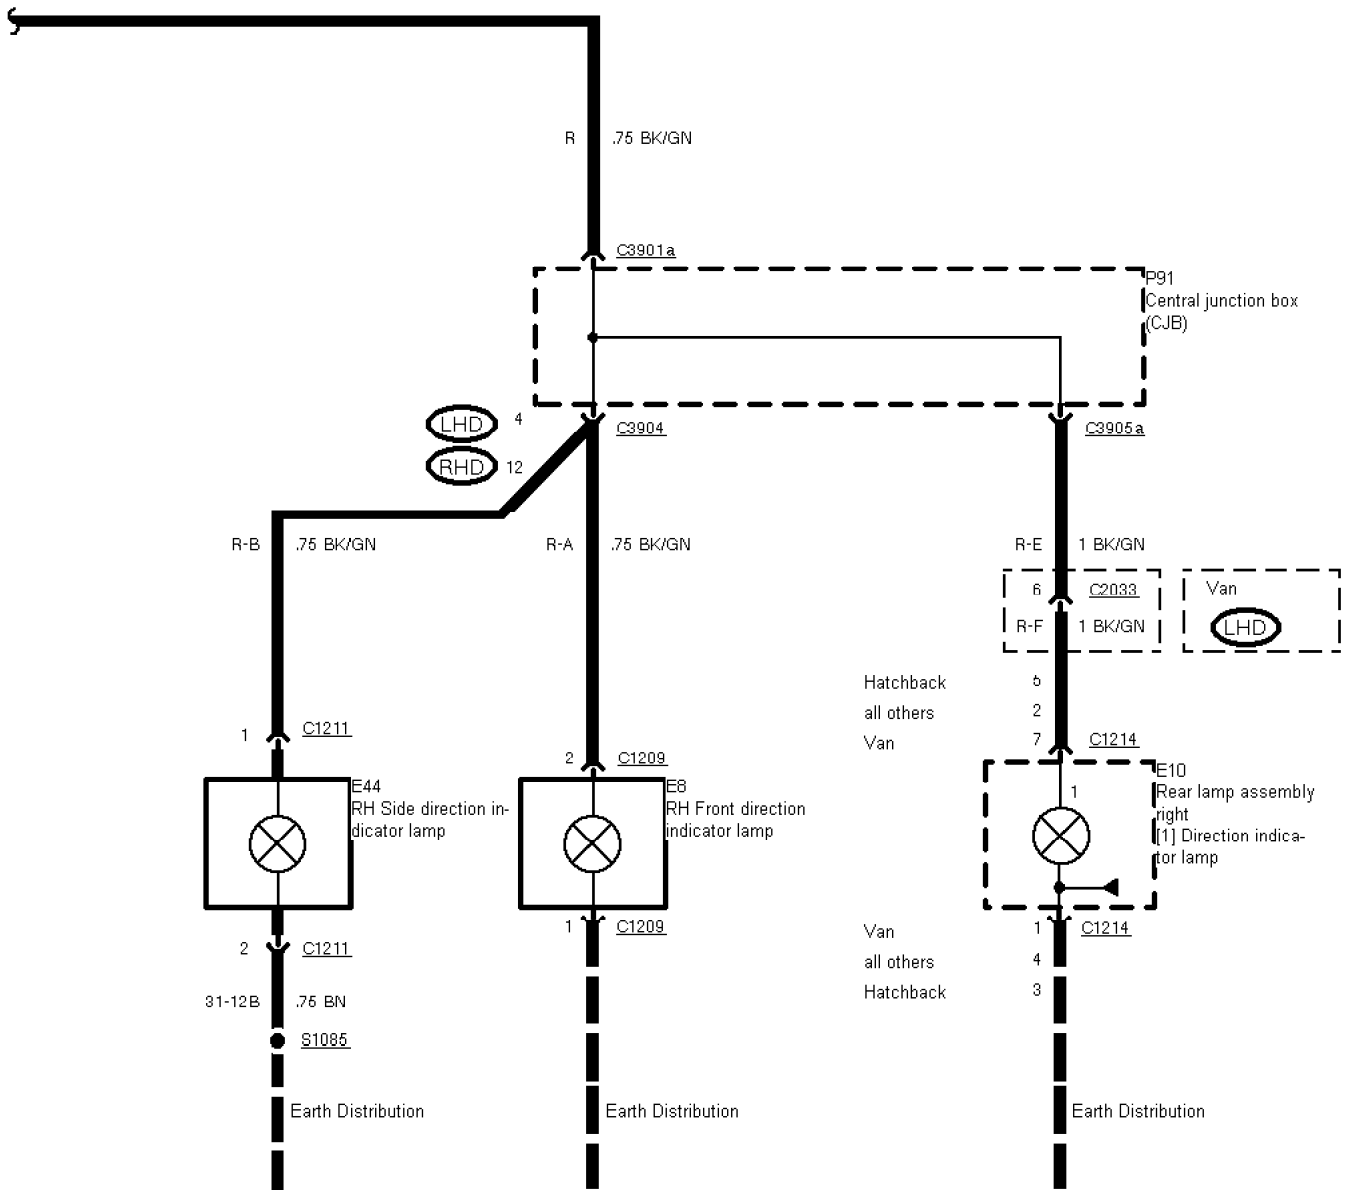 R .75 BK/GN
C3901a
P91
Central junction box
(CJB)
LHD 4
C3904
C3905a
RHD 12
R-B .75 BK/GN
R-A .75 BK/GN
R-E 1 BK/GN
6 C2033
R-F 1 BK/GN
Van
LHD
Hatchback 6
all others 2
Van 7
C1214
1 C1211
2 C1209
E44
RH Side direction in-
dicator lamp
E8
RH Front direction
indicator lamp
E10
Rear lamp assembly
right
[1] Direction indica-
tor lamp
1
2 C1211
1 C1209
Van 1 C1214
all others 4
Hatchback 3
31-12B .75 BN
S1085
Earth Distribution
Earth Distribution
Earth Distribution